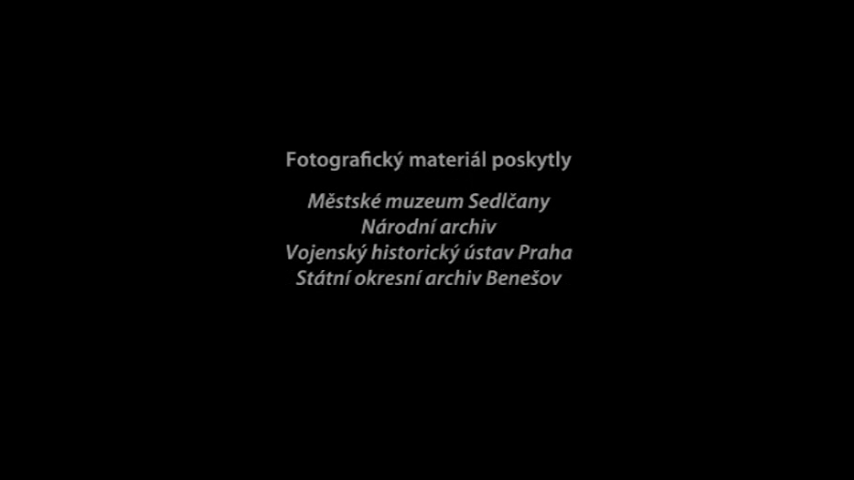 Fotografický materiál poskytly
Městské muzeum Sedlčany
Národní archiv
Vojenský historický ústav Praha
Státní okresní archiv Benešov